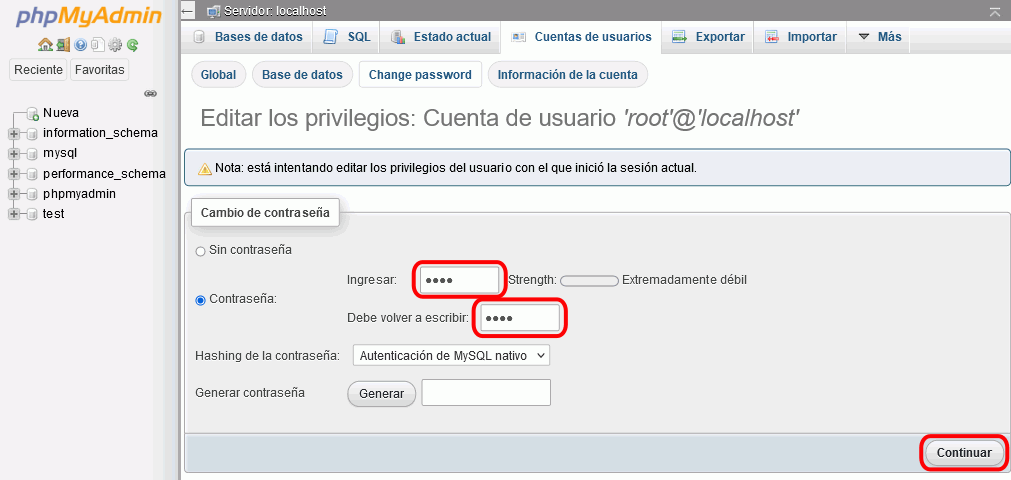 phpMyAdmin
Reciente Favoritas
Nueva
information_schema
mysql
performance_schema
phpmyadmin
test
Servidor: localhost
Bases de datos SQL Estado actual Cuentas de usuarios Exportar Importar Más
Global Base de datos Change password Información de la cuenta
Editar los privilegios: Cuenta de usuario 'root'@'localhost'
Nota: está intentando editar los privilegios del usuario con el que inició la sesión actual.
Cambio de contraseña
Sin contraseña
Ingresar: •••• Strength: Extremadamente débil
Contraseña:
Debe volver a escribir: ••••
Hashing de la contraseña: Autenticación de MySQL nativo
Generar contraseña Generar
Continuar